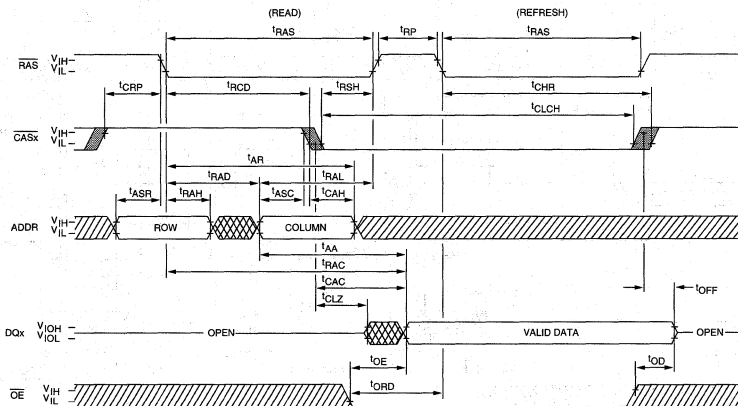 (READ) (REFRESH)
tRAS tRP tRAS
RAS VIH VIL
tCRP tRCD tRSH tCHR
tCLCH
CASx VIH VIL
tAR
tRAD tRAL
tASR tRAH tASC tCAH
ADDR VIH VIL ROW COLUMN
tAA
tRAC
tCAC
tOFF
tCLZ
DQx VIOH VIOL OPEN VALID DATA OPEN
tOE tOD
tORD
OE VIH VIL